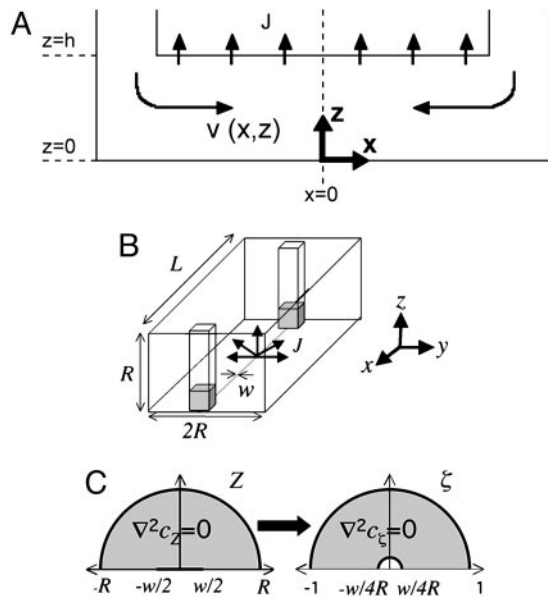 A
J
z=h
v (x,z)
z
x
z=0
x=0
B
L
R
J
w
2R
z
y
x
C
Z
ζ
∇²c_Z=0
∇²c_ζ=0
-R -w/2 w/2 R
-1 -w/4R w/4R 1